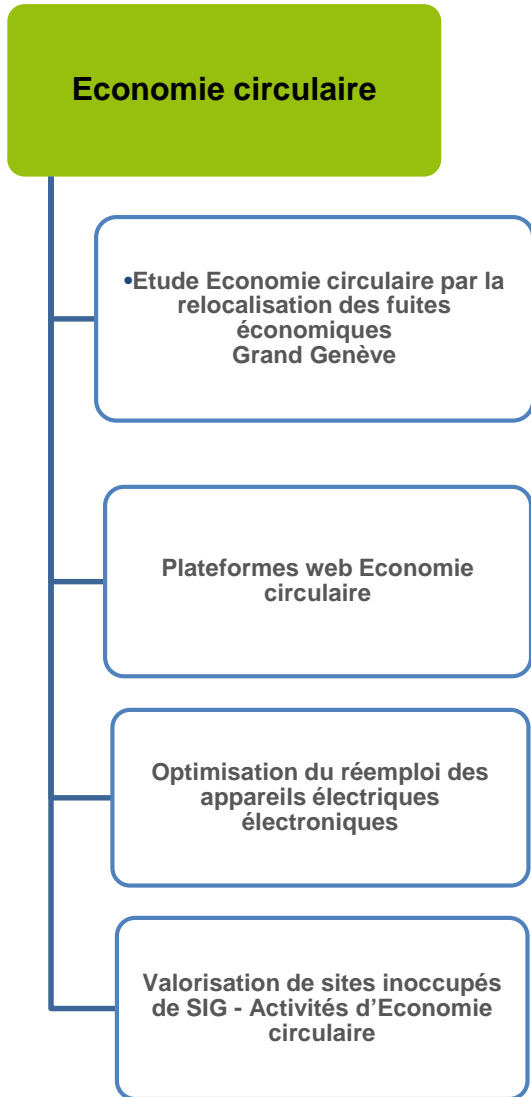 Economie circulaire
•Etude Economie circulaire par la
relocalisation des fuites
économiques
Grand Genève
Plateformes web Economie
circulaire
Optimisation du réemploi des
appareils électriques
électroniques
Valorisation de sites inoccupés
de SIG - Activités d’Economie
circulaire